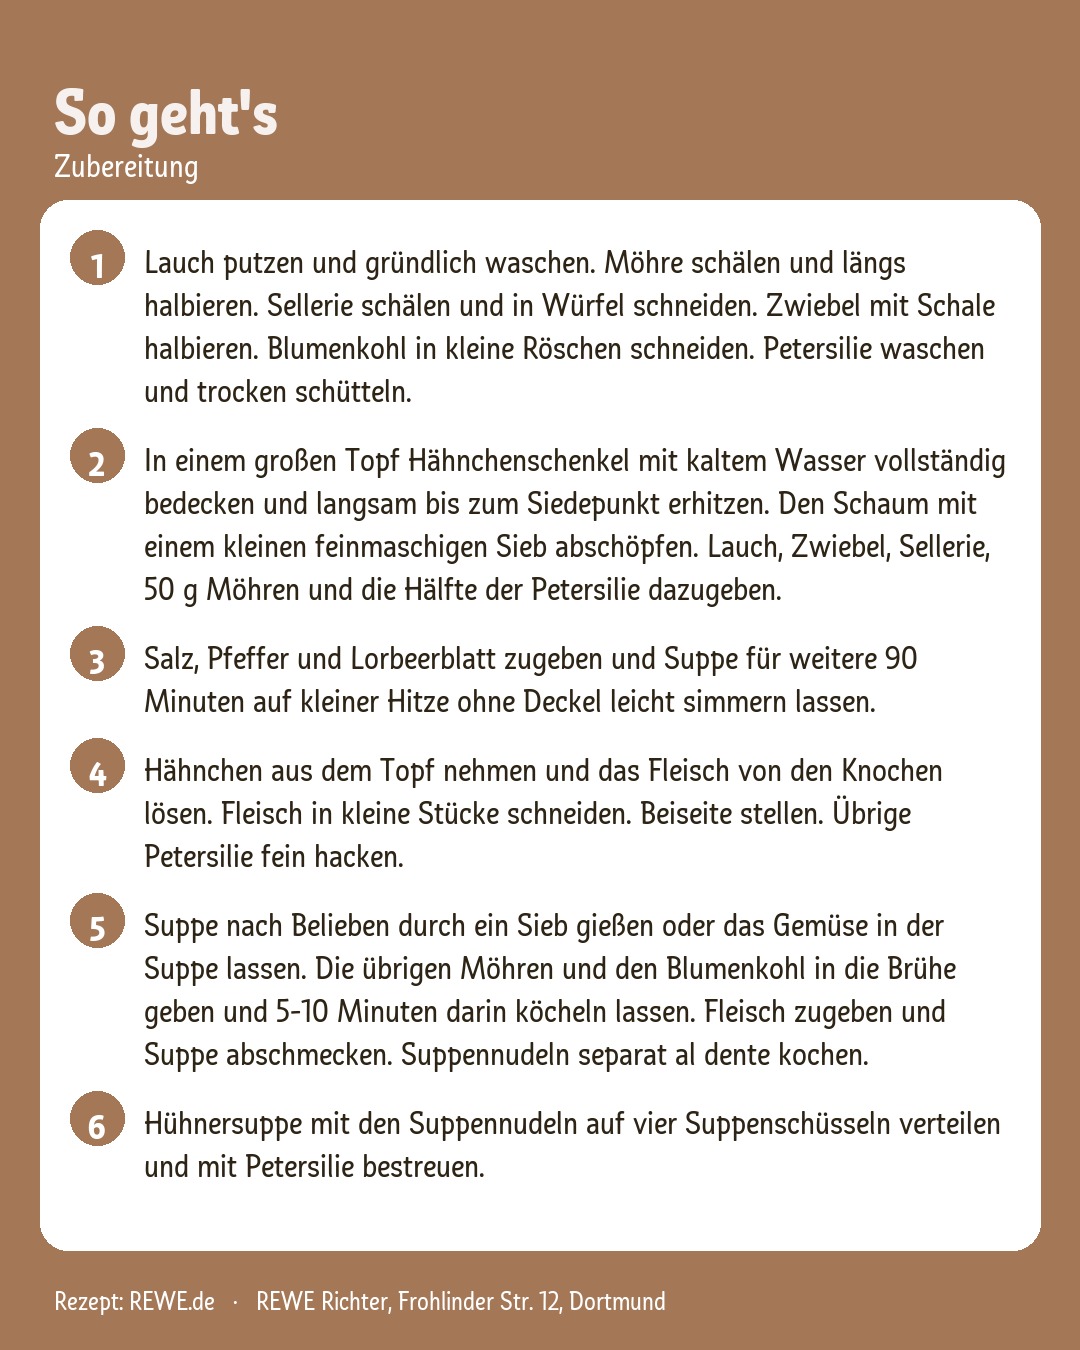 So geht's
Zubereitung
1 Lauch putzen und gründlich waschen. Möhre schälen und längs
halbieren. Sellerie schälen und in Würfel schneiden. Zwiebel mit Schale
halbieren. Blumenkohl in kleine Röschen schneiden. Petersilie waschen
und trocken schütteln.
2 In einem großen Topf Hähnchenschenkel mit kaltem Wasser vollständig
bedecken und langsam bis zum Siedepunkt erhitzen. Den Schaum mit
einem kleinen feinmaschigen Sieb abschöpfen. Lauch, Zwiebel, Sellerie,
50 g Möhren und die Hälfte der Petersilie dazugeben.
3 Salz, Pfeffer und Lorbeerblatt zugeben und Suppe für weitere 90
Minuten auf kleiner Hitze ohne Deckel leicht simmern lassen.
4 Hähnchen aus dem Topf nehmen und das Fleisch von den Knochen
lösen. Fleisch in kleine Stücke schneiden. Beiseite stellen. Übrige
Petersilie fein hacken.
5 Suppe nach Belieben durch ein Sieb gießen oder das Gemüse in der
Suppe lassen. Die übrigen Möhren und den Blumenkohl in die Brühe
geben und 5-10 Minuten darin köcheln lassen. Fleisch zugeben und
Suppe abschmecken. Suppennudeln separat al dente kochen.
6 Hühnersuppe mit den Suppennudeln auf vier Suppenschüsseln verteilen
und mit Petersilie bestreuen.
Rezept: REWE.de · REWE Richter, Frohlinder Str. 12, Dortmund